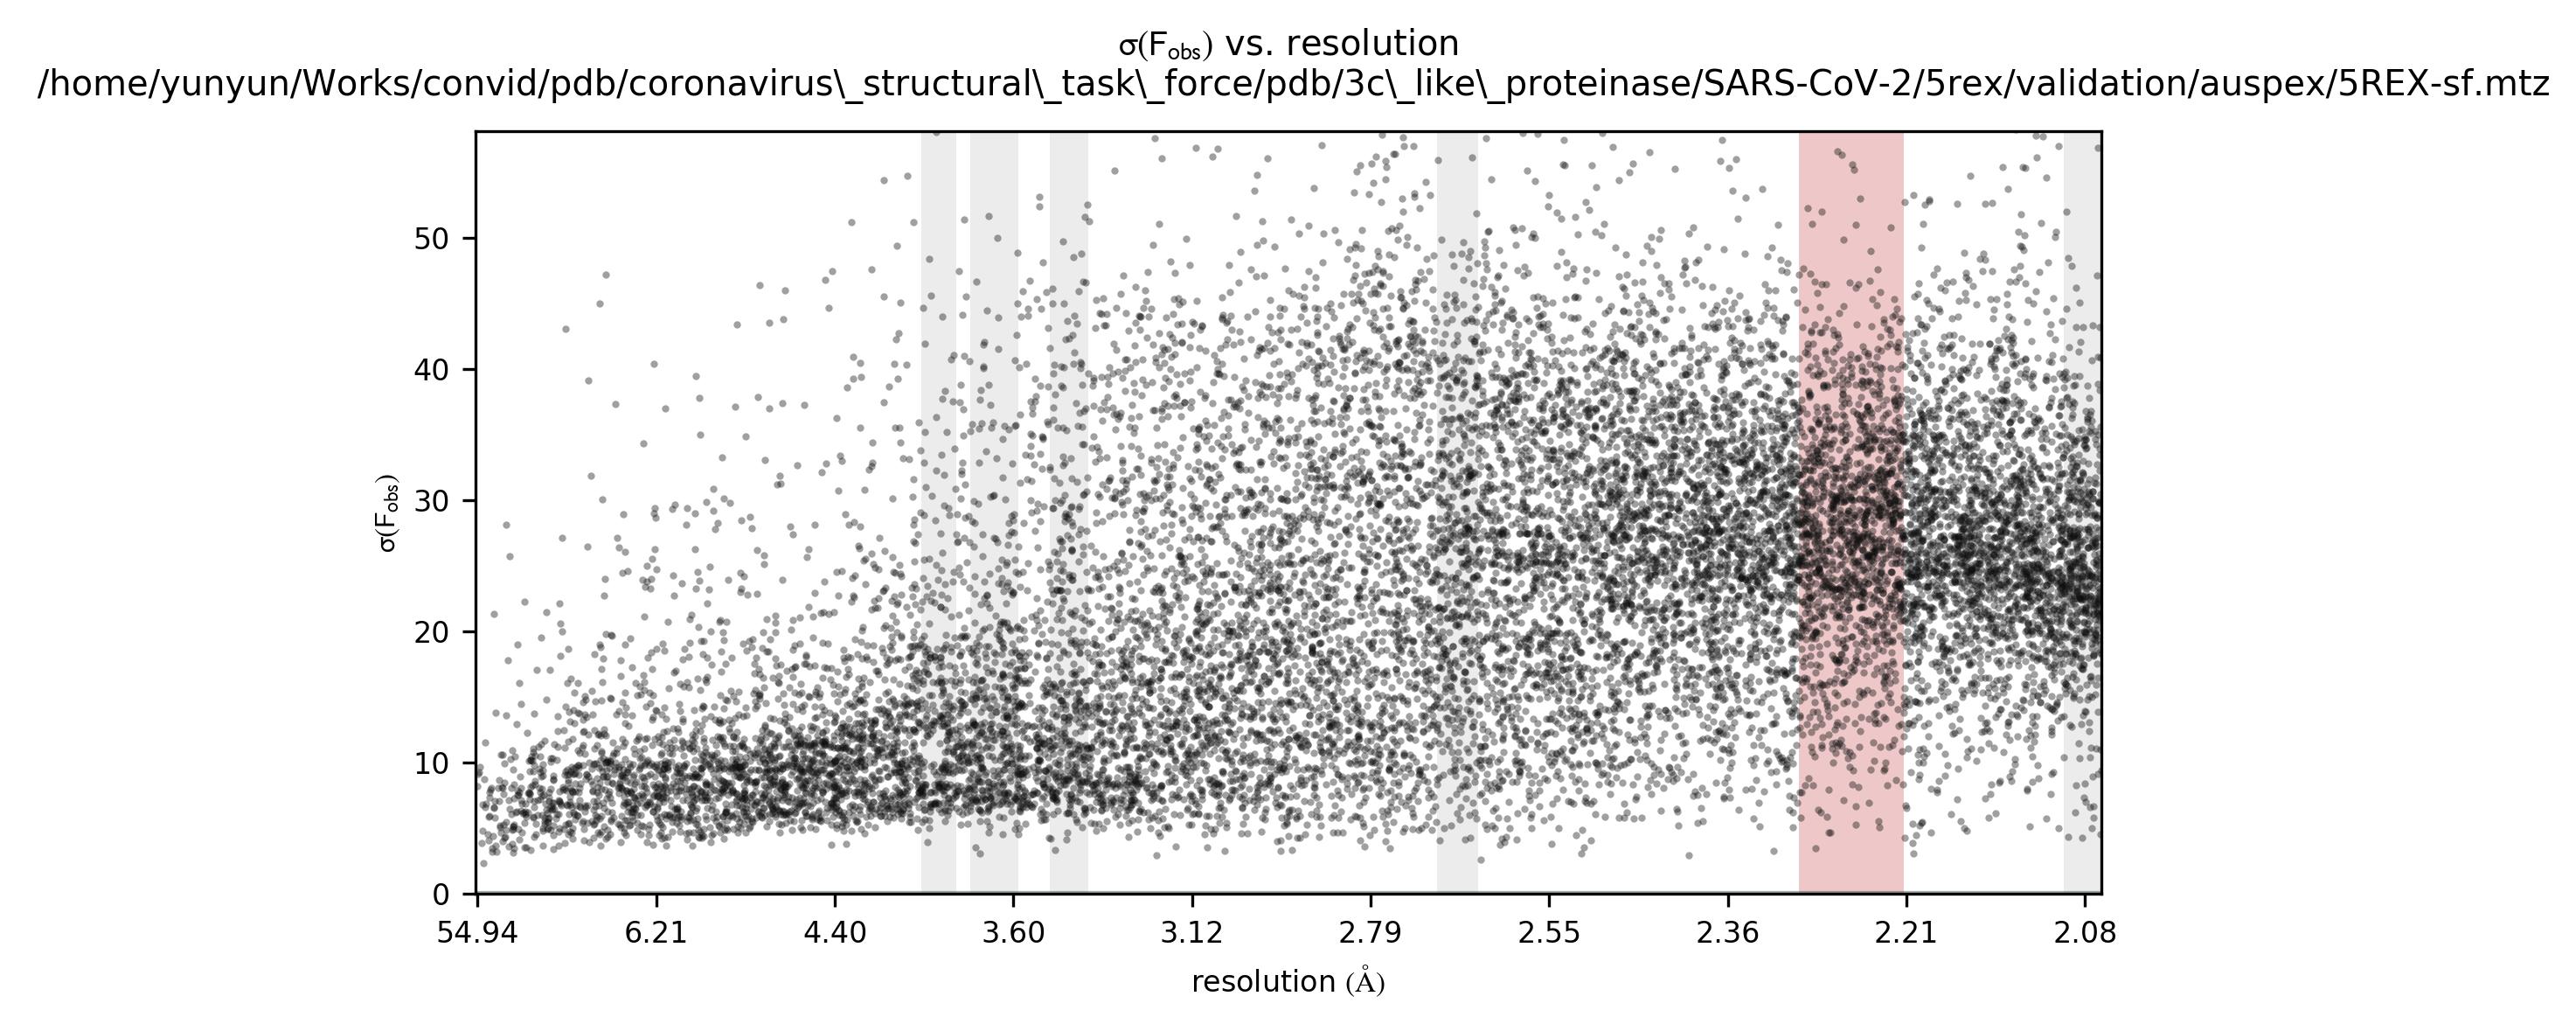 σ(Fobs) vs. resolution
/home/yunyun/Works/convid/pdb/coronavirus\_structural\_task\_force/pdb/3c\_like\_proteinase/SARS-CoV-2/5rex/validation/auspex/5REX-sf.mtz
50
40
30
20
10
0
σ(Fobs)
54.94 6.21 4.40 3.60 3.12 2.79 2.55 2.36 2.21 2.08
resolution (Å)